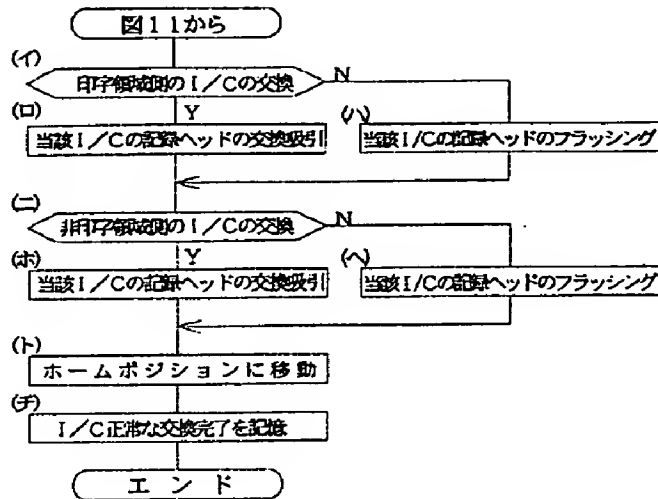 図11から
(イ)
印字領域側のI/Cの交換
N
(ロ)
Y
(ハ)
当該I/Cの記録ヘッドの交換吸引
当該I/Cの記録ヘッドのフラッシング
(ニ)
非印字領域側のI/Cの交換
N
(ホ)
Y
(ヘ)
当該I/Cの記録ヘッドの交換吸引
当該I/Cの記録ヘッドのフラッシング
(ト)
ホームポジションに移動
(チ)
I/C正常な交換完了を記憶
エンド